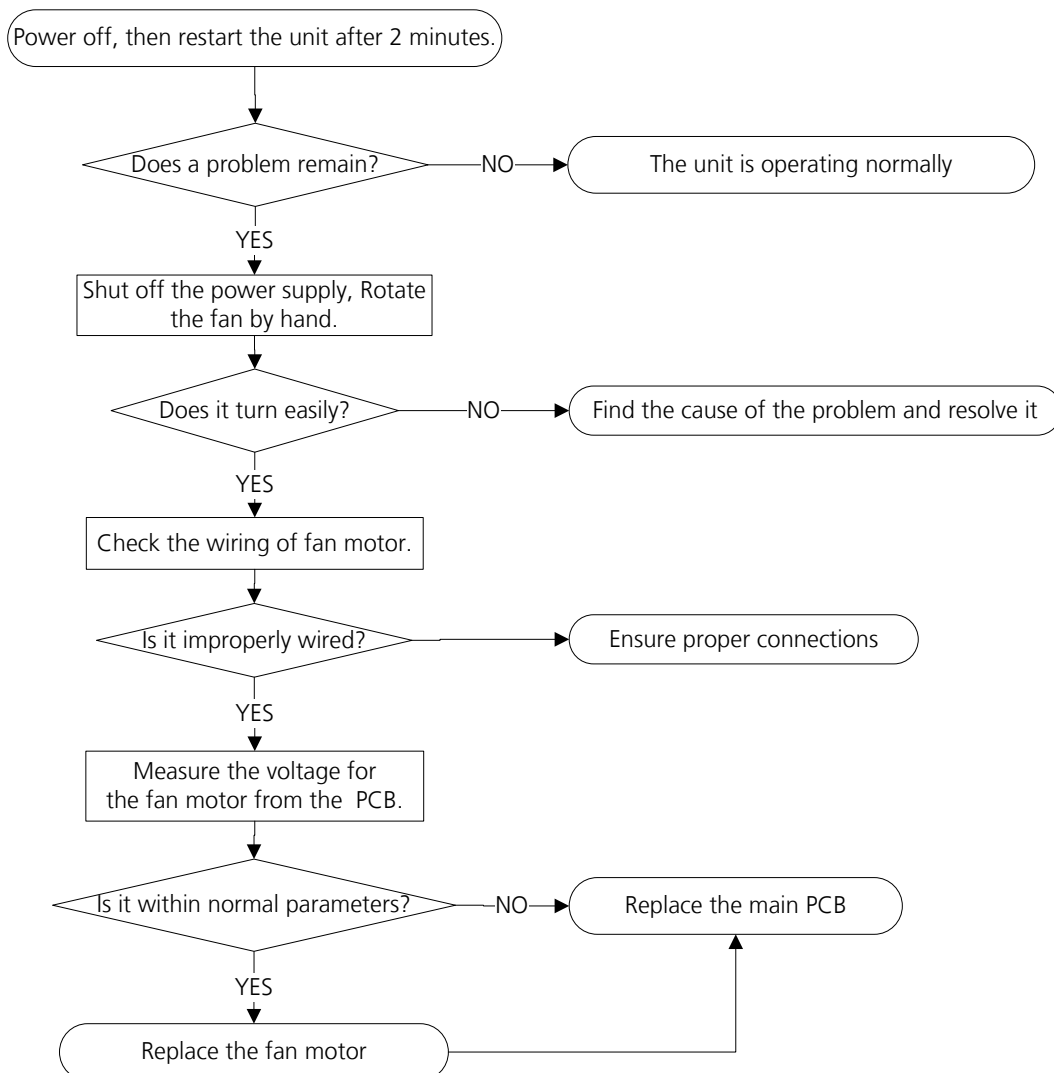 Power off, then restart the unit after 2 minutes.
Does a problem remain?
NO
The unit is operating normally
YES
Shut off the power supply, Rotate
the fan by hand.
Does it turn easily?
NO
Find the cause of the problem and resolve it
YES
Check the wiring of fan motor.
Is it improperly wired?
Ensure proper connections
YES
Measure the voltage for
the fan motor from the PCB.
Is it within normal parameters?
NO
Replace the main PCB
YES
Replace the fan motor